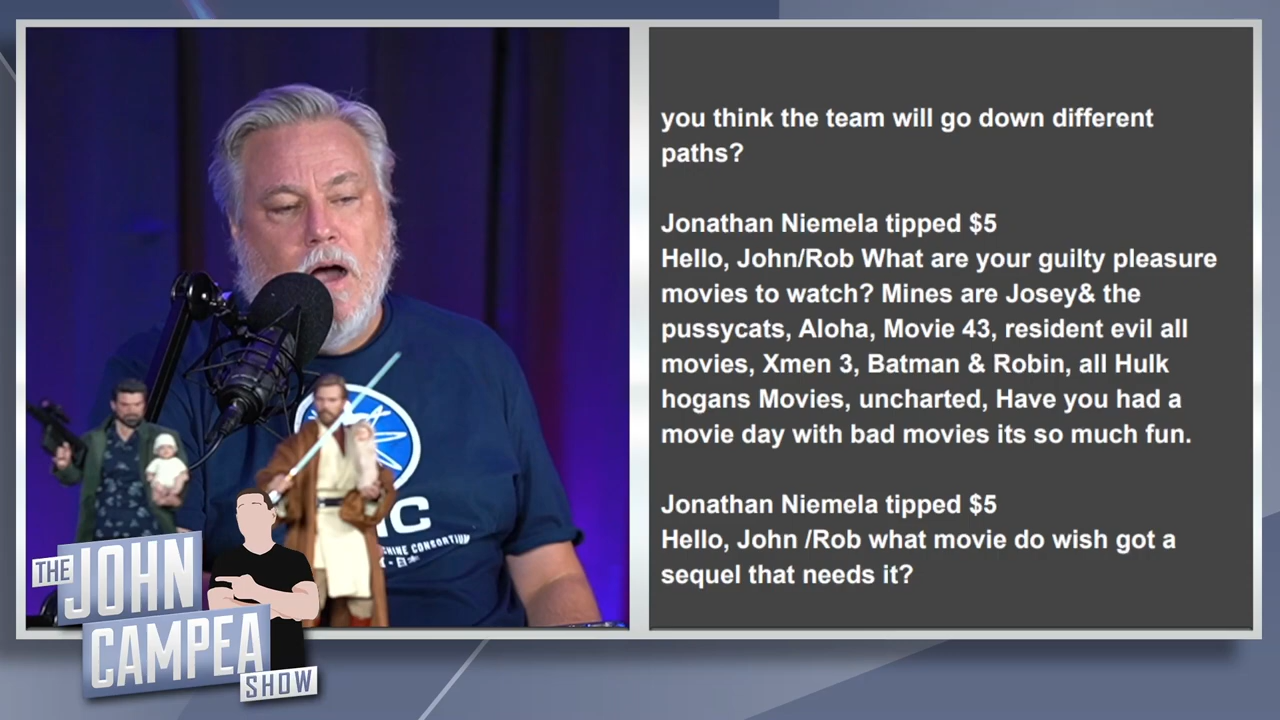 you think the team will go down different
paths?
Jonathan Niemela tipped $5
Hello, John/Rob What are your guilty pleasure
movies to watch? Mines are Josey& the
pussycats, Aloha, Movie 43, resident evil all
movies, Xmen 3, Batman & Robin, all Hulk
hogans Movies, uncharted, Have you had a
movie day with bad movies its so much fun.
Jonathan Niemela tipped $5
Hello, John /Rob what movie do wish got a
sequel that needs it?
CHINE CONSORTIUM
THE
JOHN
CAMPEA
SHOW